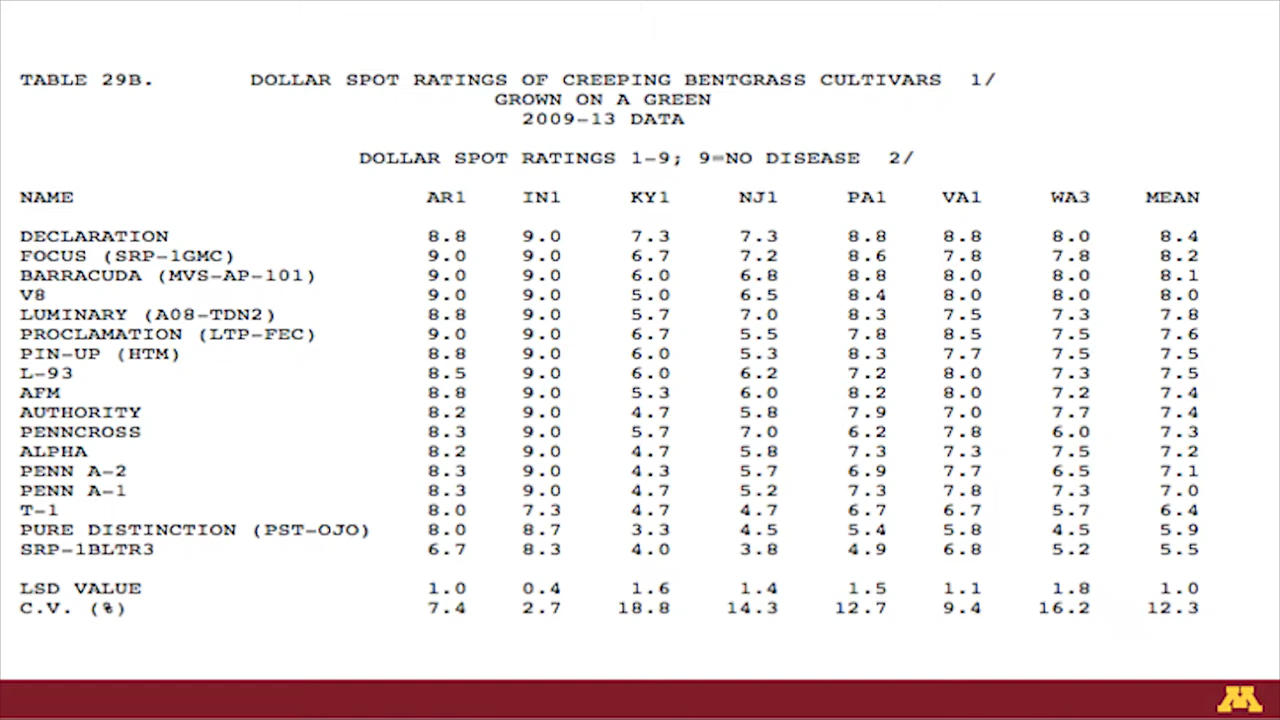 TABLE 29B. DOLLAR SPOT RATINGS OF CREEPING BENTGRASS CULTIVARS 1/
GROWN ON A GREEN
2009-13 DATA
DOLLAR SPOT RATINGS 1-9; 9=NO DISEASE 2/
NAME AR1 IN1 KY1 NJ1 PA1 VA1 WA3 MEAN
DECLARATION 8.8 9.0 7.3 7.3 8.8 8.8 8.0 8.4
FOCUS (SRP-1GMC) 9.0 9.0 6.7 7.2 8.6 7.8 7.8 8.2
BARRACUDA (MVS-AP-101) 9.0 9.0 6.0 6.8 8.8 8.0 8.0 8.1
V8 9.0 9.0 5.0 6.5 8.4 8.0 8.0 8.0
LUMINARY (A08-TDN2) 8.8 9.0 5.7 7.0 8.3 7.5 7.3 7.8
PROCLAMATION (LTP-FEC) 9.0 9.0 6.7 5.5 7.8 8.5 7.5 7.6
PIN-UP (HTM) 8.8 9.0 6.0 5.3 8.3 7.7 7.5 7.5
L-93 8.5 9.0 6.0 6.2 7.2 8.0 7.3 7.5
AFM 8.8 9.0 5.3 6.0 8.2 8.0 7.2 7.4
AUTHORITY 8.2 9.0 4.7 5.8 7.9 7.0 7.7 7.4
PENNCROSS 8.3 9.0 5.7 7.0 6.2 7.8 6.0 7.3
ALPHA 8.2 9.0 4.7 5.8 7.3 7.3 7.5 7.2
PENN A-2 8.3 9.0 4.3 5.7 6.9 7.7 6.5 7.1
PENN A-1 8.3 9.0 4.7 5.2 7.3 7.8 7.3 7.0
T-1 8.0 7.3 4.7 4.7 6.7 6.7 5.7 6.4
PURE DISTINCTION (PST-OJO) 8.0 8.7 3.3 4.5 5.4 5.8 4.5 5.9
SRP-1BLTR3 6.7 8.3 4.0 3.8 4.9 6.8 5.2 5.5
LSD VALUE 1.0 0.4 1.6 1.4 1.5 1.1 1.8 1.0
C.V. (%) 7.4 2.7 18.8 14.3 12.7 9.4 16.2 12.3
M